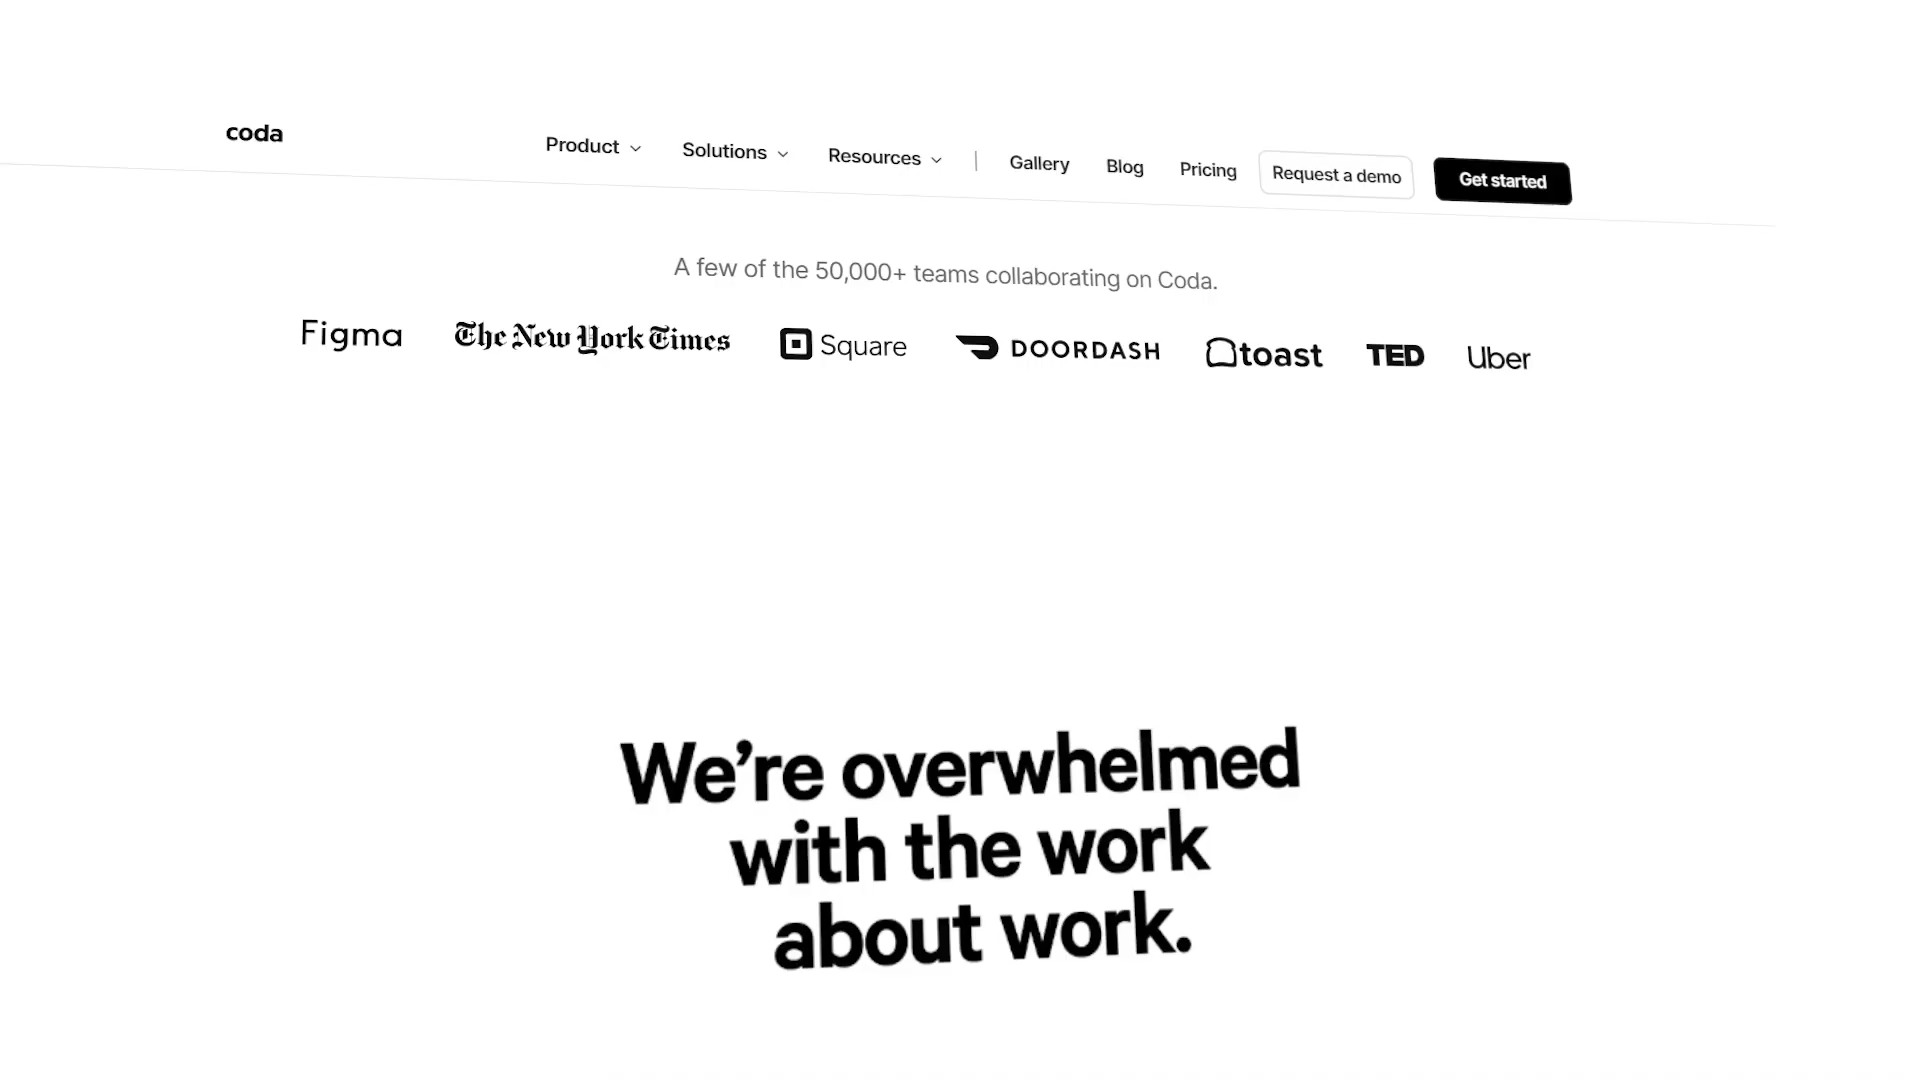 coda
Product Solutions Resources | Gallery Blog Pricing Request a demo Get started
A few of the 50,000+ teams collaborating on Coda.
Figma The New York Times Square DOORDASH toast TED Uber
We’re overwhelmed
with the work
about work.